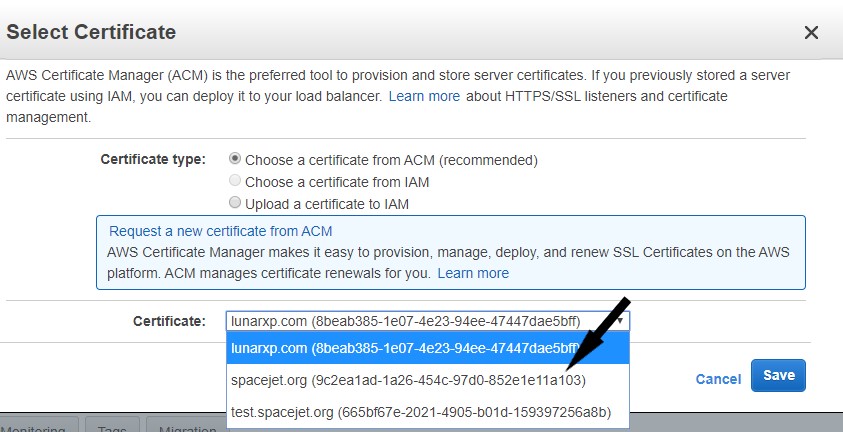 Select Certificate
AWS Certificate Manager (ACM) is the preferred tool to provision and store server certificates. If you previously stored a server
certificate using IAM, you can deploy it to your load balancer. Learn more about HTTPS/SSL listeners and certificate
management.
Certificate type: Choose a certificate from ACM (recommended)
Choose a certificate from IAM
Upload a certificate to IAM
Request a new certificate from ACM
AWS Certificate Manager makes it easy to provision, manage, deploy, and renew SSL Certificates on the AWS
platform. ACM manages certificate renewals for you. Learn more
Certificate: lunarxp.com (8beab385-1e07-4e23-94ee-47447dae5bff)
lunarxp.com (8beab385-1e07-4e23-94ee-47447dae5bff)
spacejet.org (9c2ea1ad-1a26-454c-97d0-852e1e11a103)
test.spacejet.org (665bf67e-2021-4905-b01d-159397256a8b)
Cancel Save
Monitoring Tags Migration